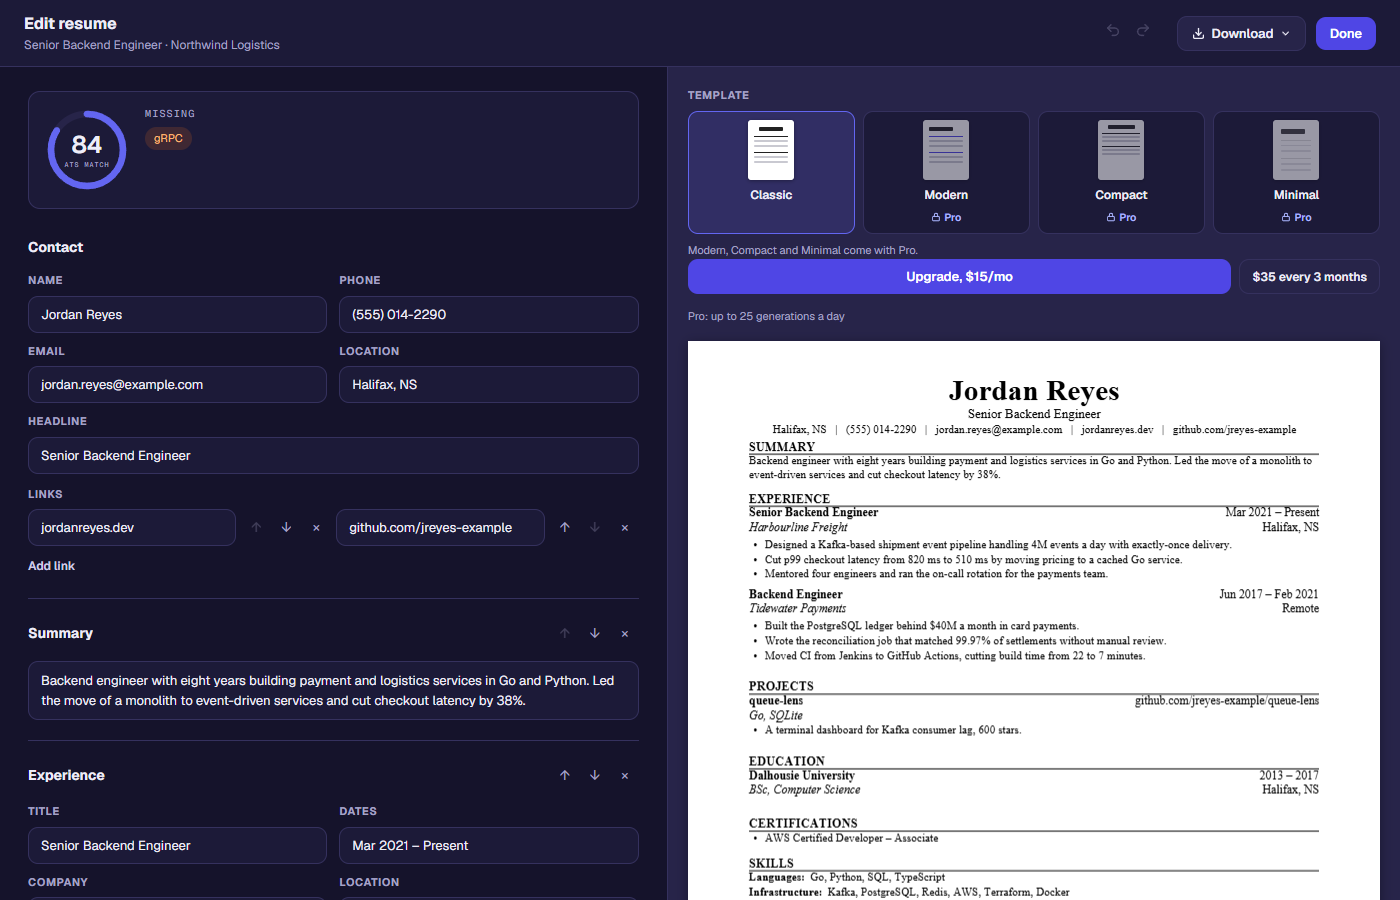 Edit resume
Senior Backend Engineer · Northwind Logistics
Download
Done
84
ATS MATCH
MISSING
gRPC
Contact
NAME
PHONE
Jordan Reyes
(555) 014-2290
EMAIL
LOCATION
jordan.reyes@example.com
Halifax, NS
HEADLINE
Senior Backend Engineer
LINKS
jordanreyes.dev
github.com/jreyes-example
Add link
Summary
Backend engineer with eight years building payment and logistics services in Go and Python. Led
the move of a monolith to event-driven services and cut checkout latency by 38%.
Experience
TITLE
DATES
Senior Backend Engineer
Mar 2021 – Present
COMPANY
LOCATION
TEMPLATE
Classic
Modern
Pro
Compact
Pro
Minimal
Pro
Modern, Compact and Minimal come with Pro.
Upgrade, $15/mo
$35 every 3 months
Pro: up to 25 generations a day
Jordan Reyes
Senior Backend Engineer
Halifax, NS | (555) 014-2290 | jordan.reyes@example.com | jordanreyes.dev | github.com/jreyes-example
SUMMARY
Backend engineer with eight years building payment and logistics services in Go and Python. Led the move of a monolith to
event-driven services and cut checkout latency by 38%.
EXPERIENCE
Senior Backend Engineer Mar 2021 – Present
Harbourline Freight Halifax, NS
• Designed a Kafka-based shipment event pipeline handling 4M events a day with exactly-once delivery.
• Cut p99 checkout latency from 820 ms to 510 ms by moving pricing to a cached Go service.
• Mentored four engineers and ran the on-call rotation for the payments team.
Backend Engineer Jun 2017 – Feb 2021
Tidewater Payments Remote
• Built the PostgreSQL ledger behind $40M a month in card payments.
• Wrote the reconciliation job that matched 99.97% of settlements without manual review.
• Moved CI from Jenkins to GitHub Actions, cutting build time from 22 to 7 minutes.
PROJECTS
queue-lens github.com/jreyes-example/queue-lens
Go, SQLite
• A terminal dashboard for Kafka consumer lag, 600 stars.
EDUCATION
Dalhousie University 2013 – 2017
BSc, Computer Science Halifax, NS
CERTIFICATIONS
• AWS Certified Developer – Associate
SKILLS
Languages: Go, Python, SQL, TypeScript
Infrastructure: Kafka, PostgreSQL, Redis, AWS, Terraform, Docker